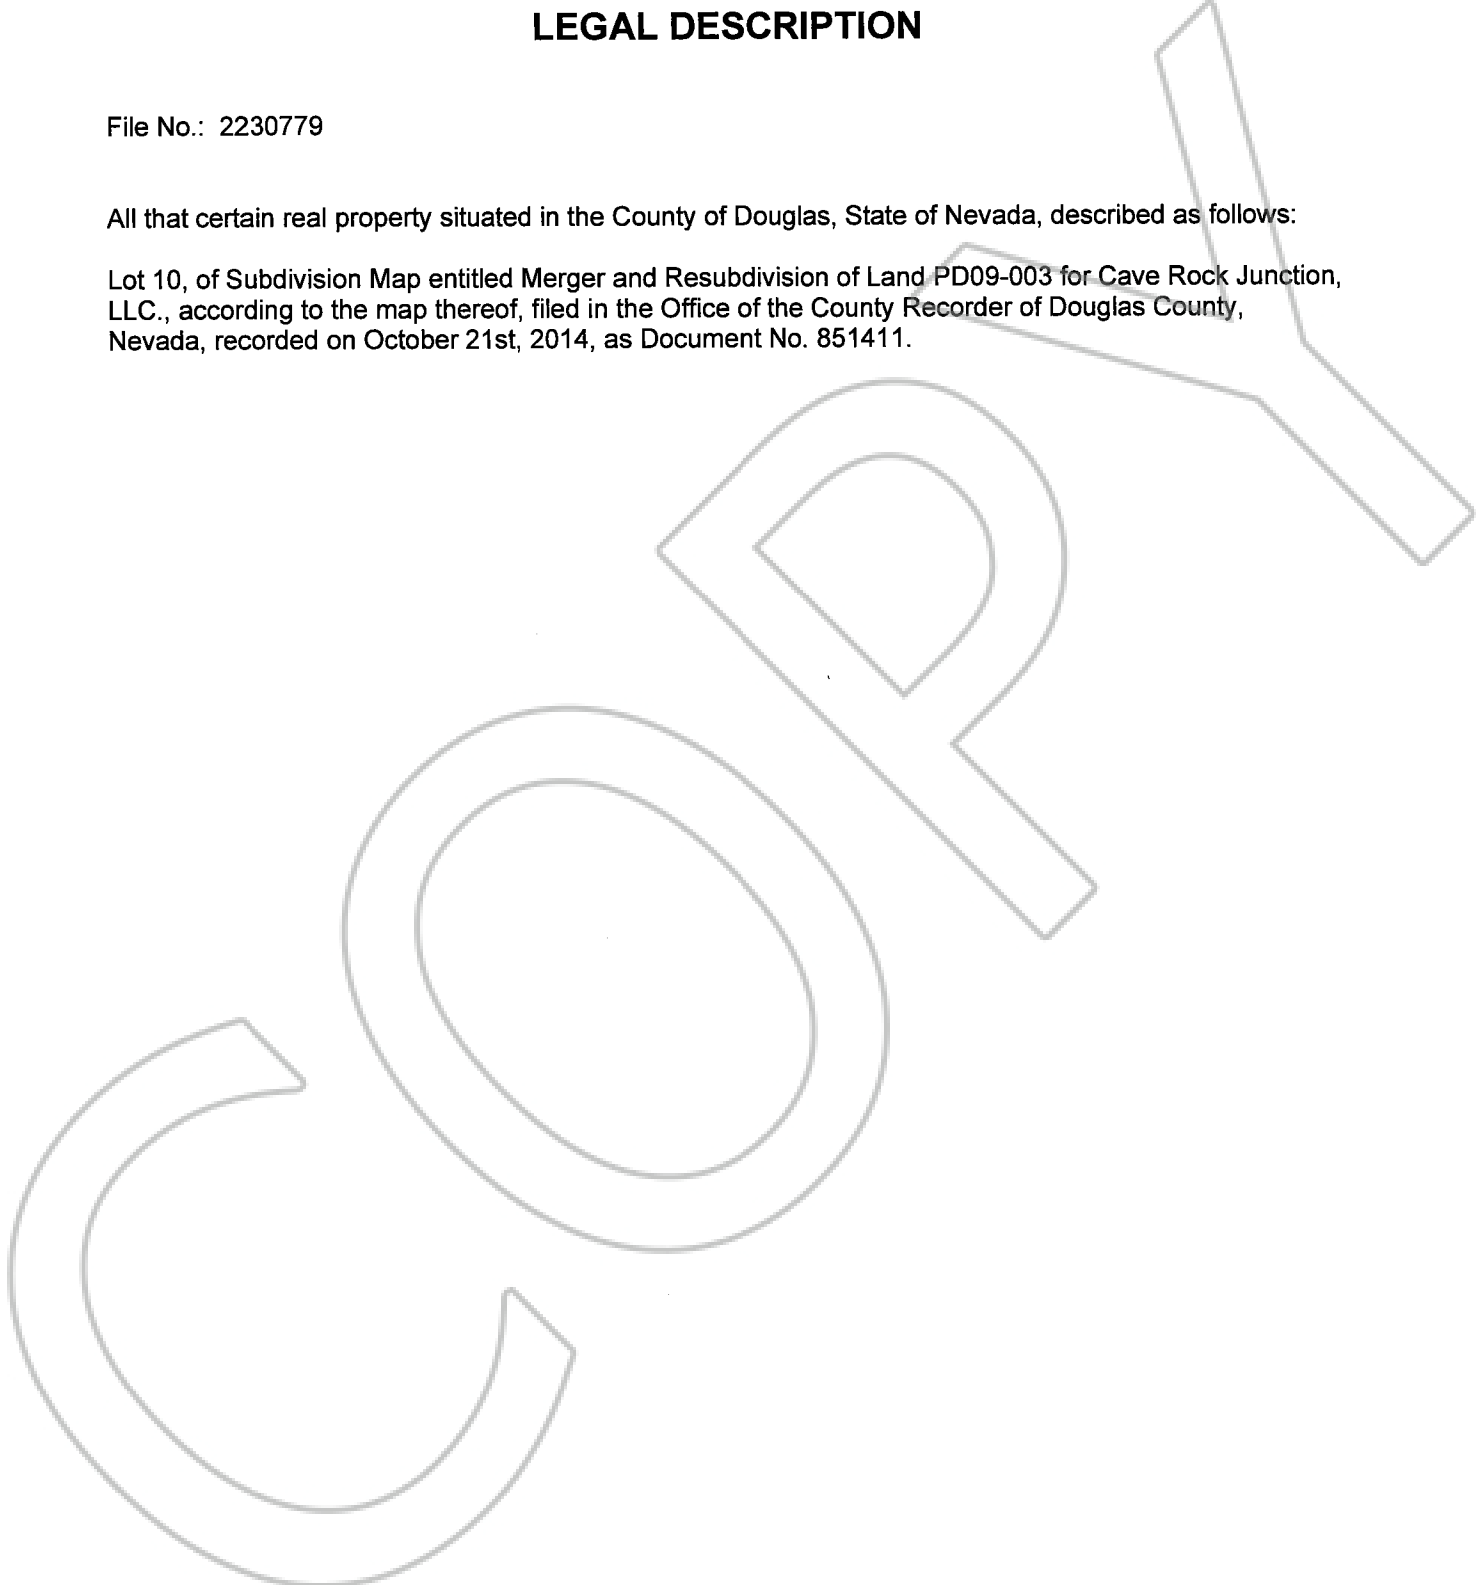 LEGAL DESCRIPTION
File No.: 2230779
All that certain real property situated in the County of Douglas, State of Nevada, described as follows:
Lot 10, of Subdivision Map entitled Merger and Resubdivision of Land PD09-003 for Cave Rock Junction,
LLC., according to the map thereof, filed in the Office of the County Recorder of Douglas County,
Nevada, recorded on October 21st, 2014, as Document No. 851411.
COPY